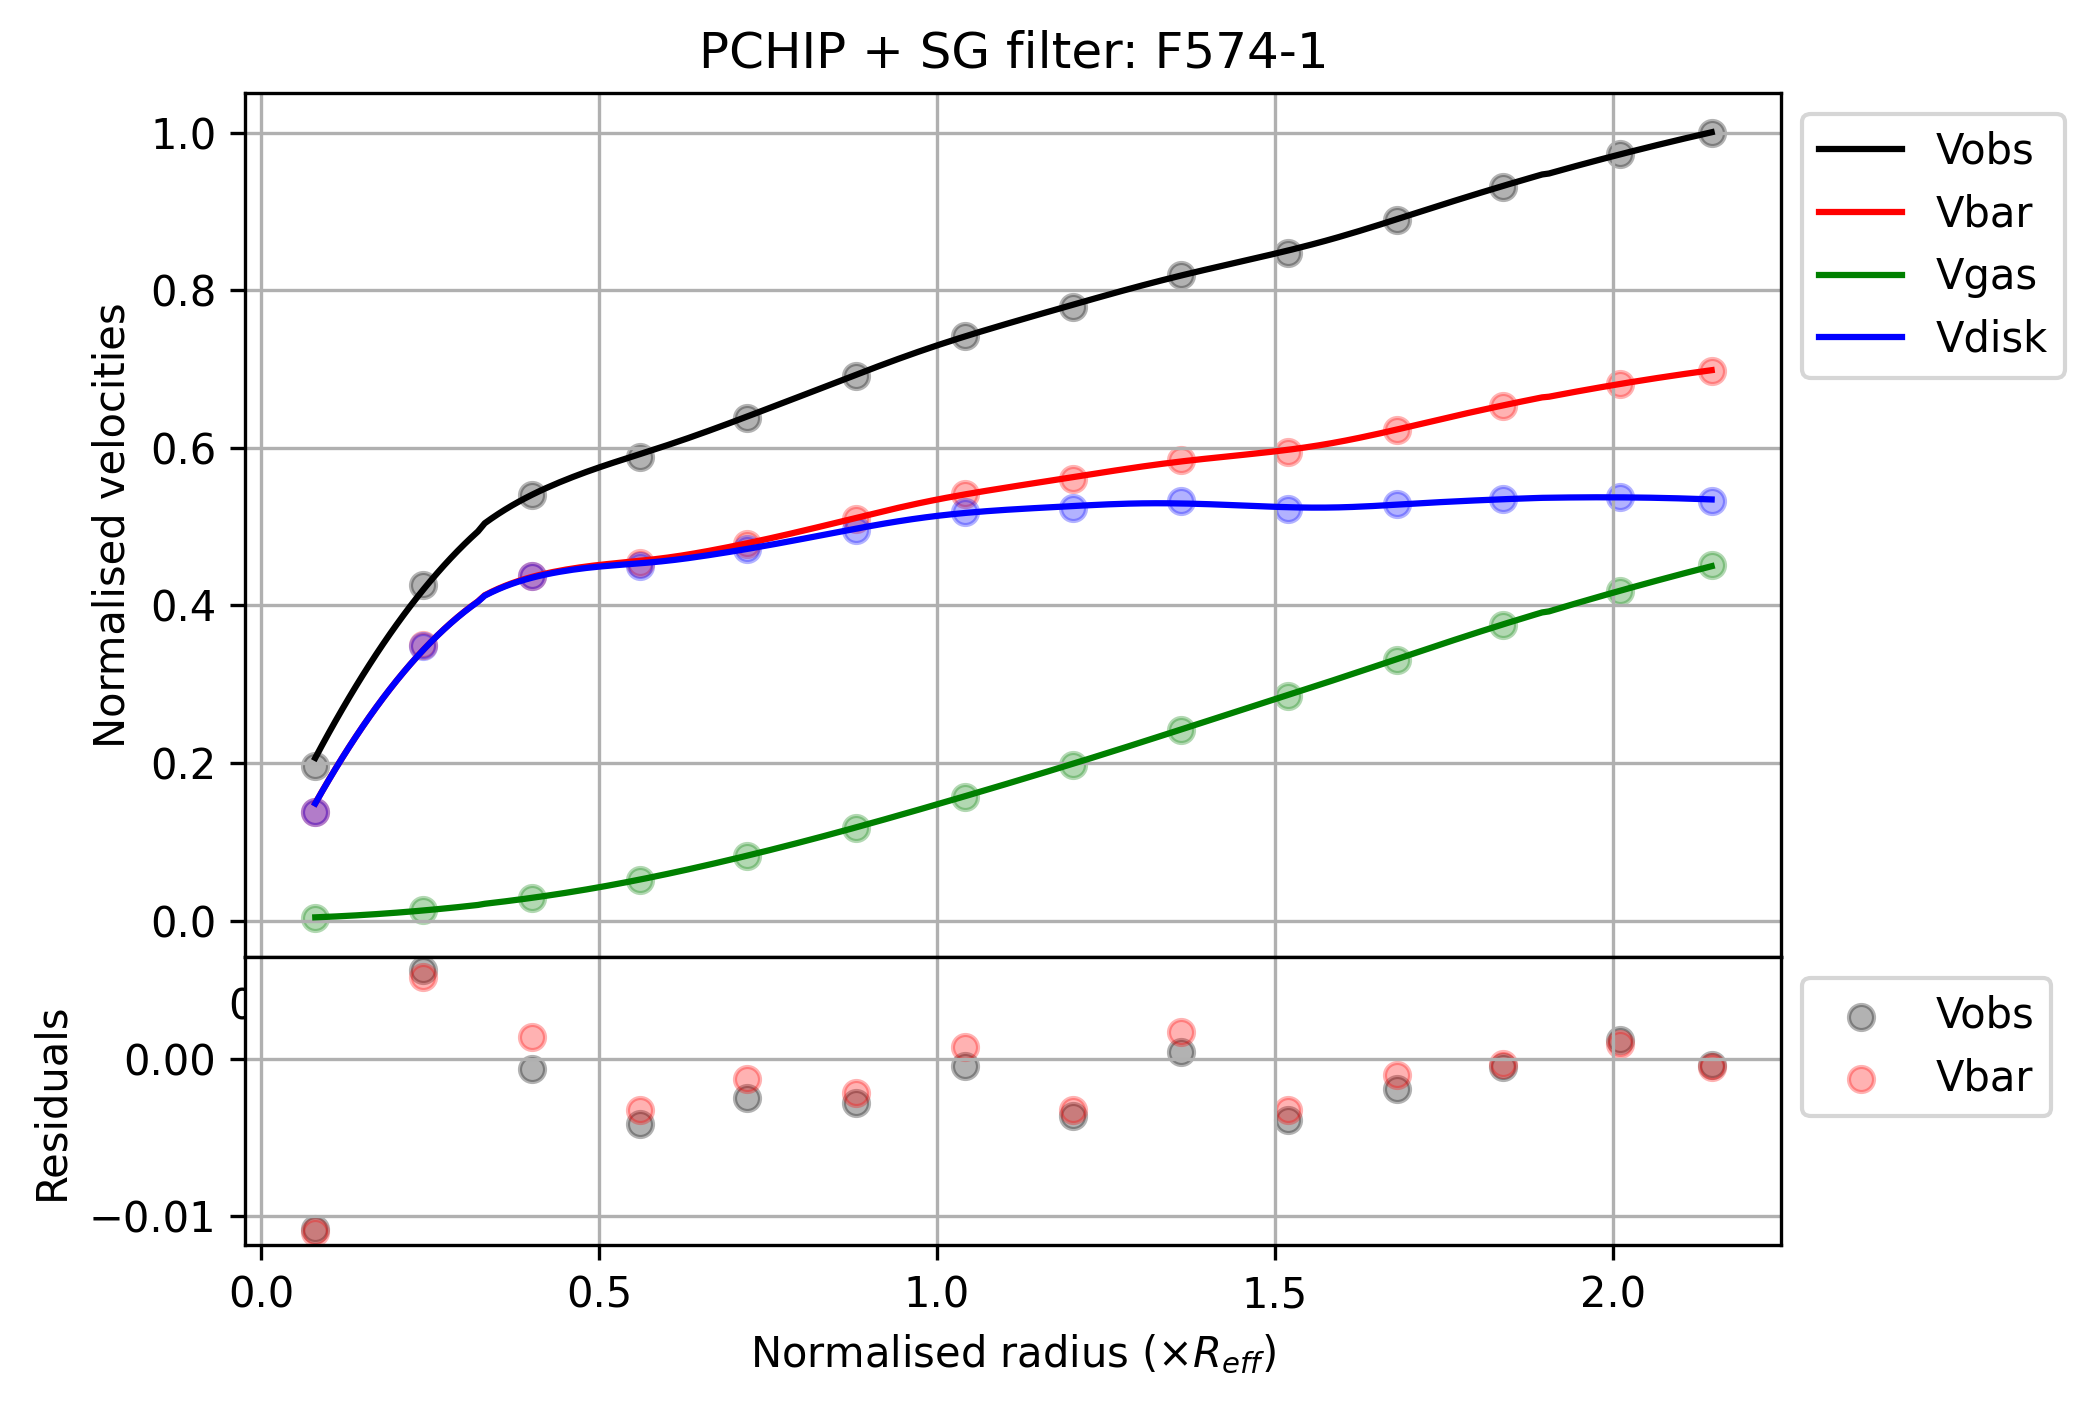 PCHIP + SG filter: F574-1
Normalised velocities
1.0
0.8
0.6
0.4
0.2
0.0
Vobs
Vbar
Vgas
Vdisk
Residuals
0.00
−0.01
Vobs
Vbar
0.0 0.5 1.0 1.5 2.0
Normalised radius (×R_eff)